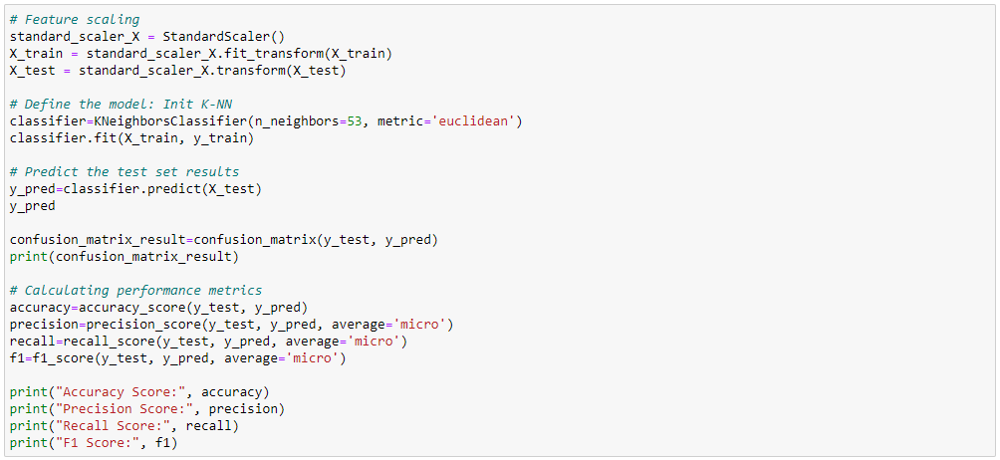 # Feature scaling
standard_scaler_X = StandardScaler()
X_train = standard_scaler_X.fit_transform(X_train)
X_test = standard_scaler_X.transform(X_test)
# Define the model: Init K-NN
classifier=KNeighborsClassifier(n_neighbors=53, metric='euclidean')
classifier.fit(X_train, y_train)
# Predict the test set results
y_pred=classifier.predict(X_test)
y_pred
confusion_matrix_result=confusion_matrix(y_test, y_pred)
print(confusion_matrix_result)
# Calculating performance metrics
accuracy=accuracy_score(y_test, y_pred)
precision=precision_score(y_test, y_pred, average='micro')
recall=recall_score(y_test, y_pred, average='micro')
f1=f1_score(y_test, y_pred, average='micro')
print("Accuracy Score:", accuracy)
print("Precision Score:", precision)
print("Recall Score:", recall)
print("F1 Score:", f1)